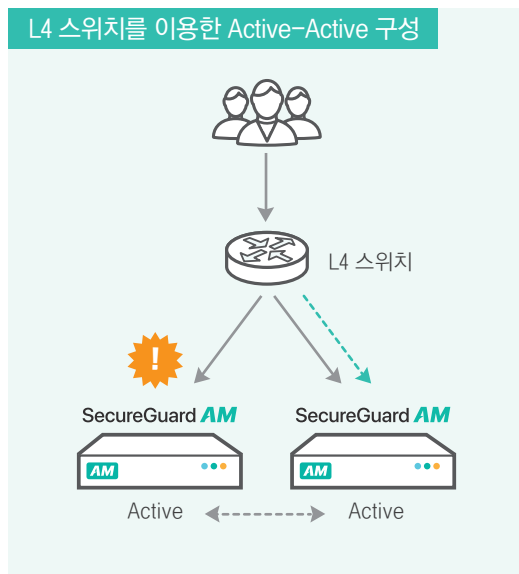 L4 스위치를 이용한 Active-Active 구성
L4 스위치
!
SecureGuard AM
SecureGuard AM
AM
AM
Active
Active